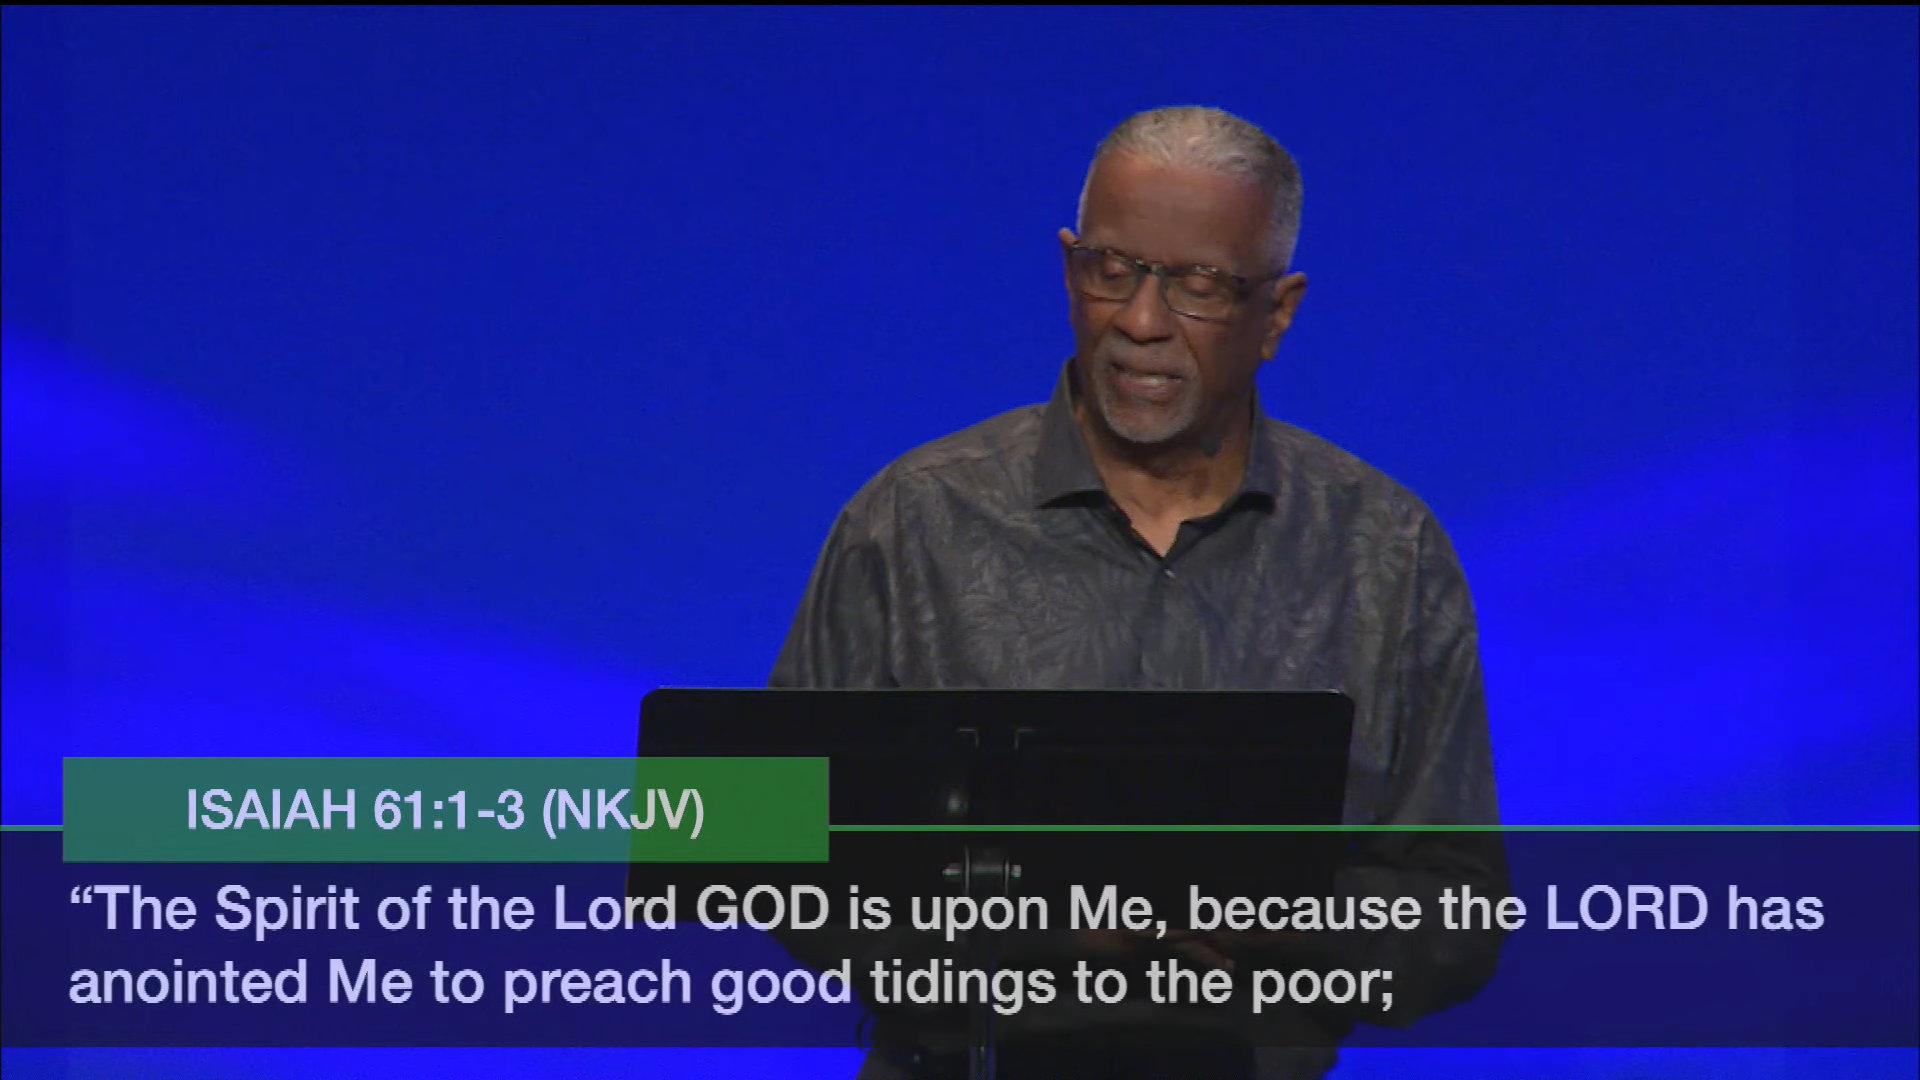 ISAIAH 61:1-3 (NKJV)
“The Spirit of the Lord GOD is upon Me, because the LORD has
anointed Me to preach good tidings to the poor;